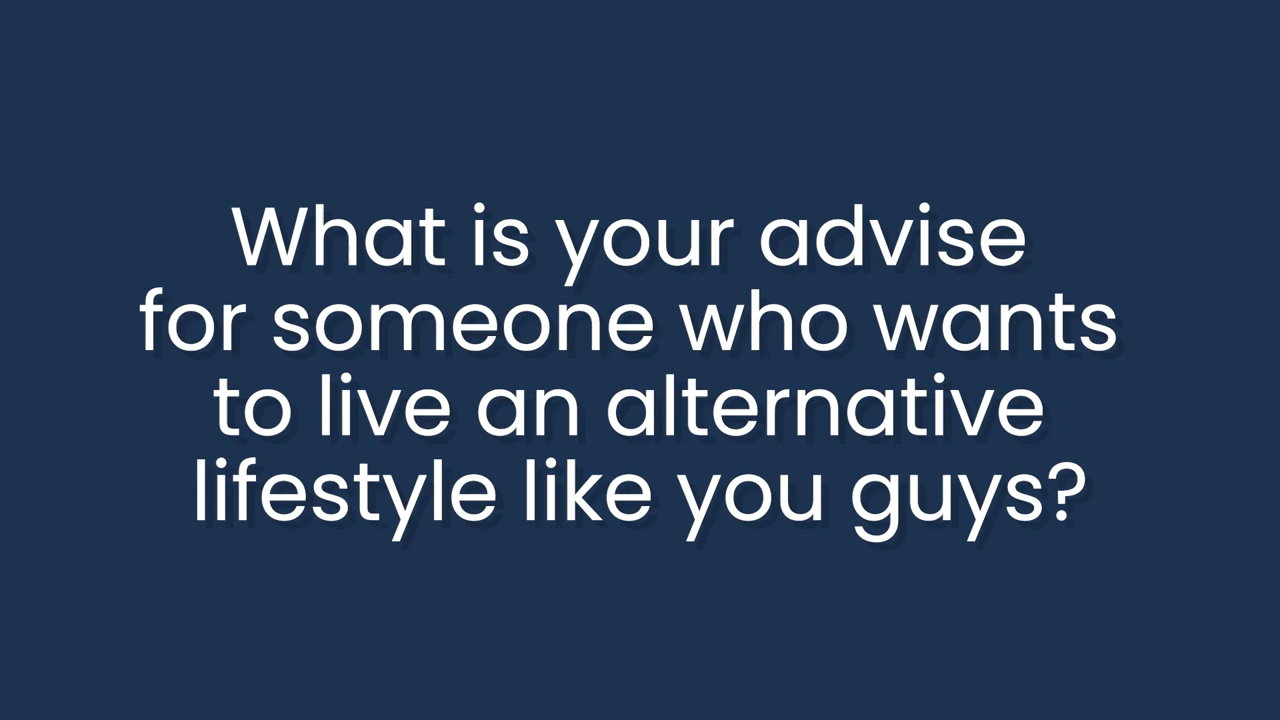 What is your advise
for someone who wants
to live an alternative
lifestyle like you guys?